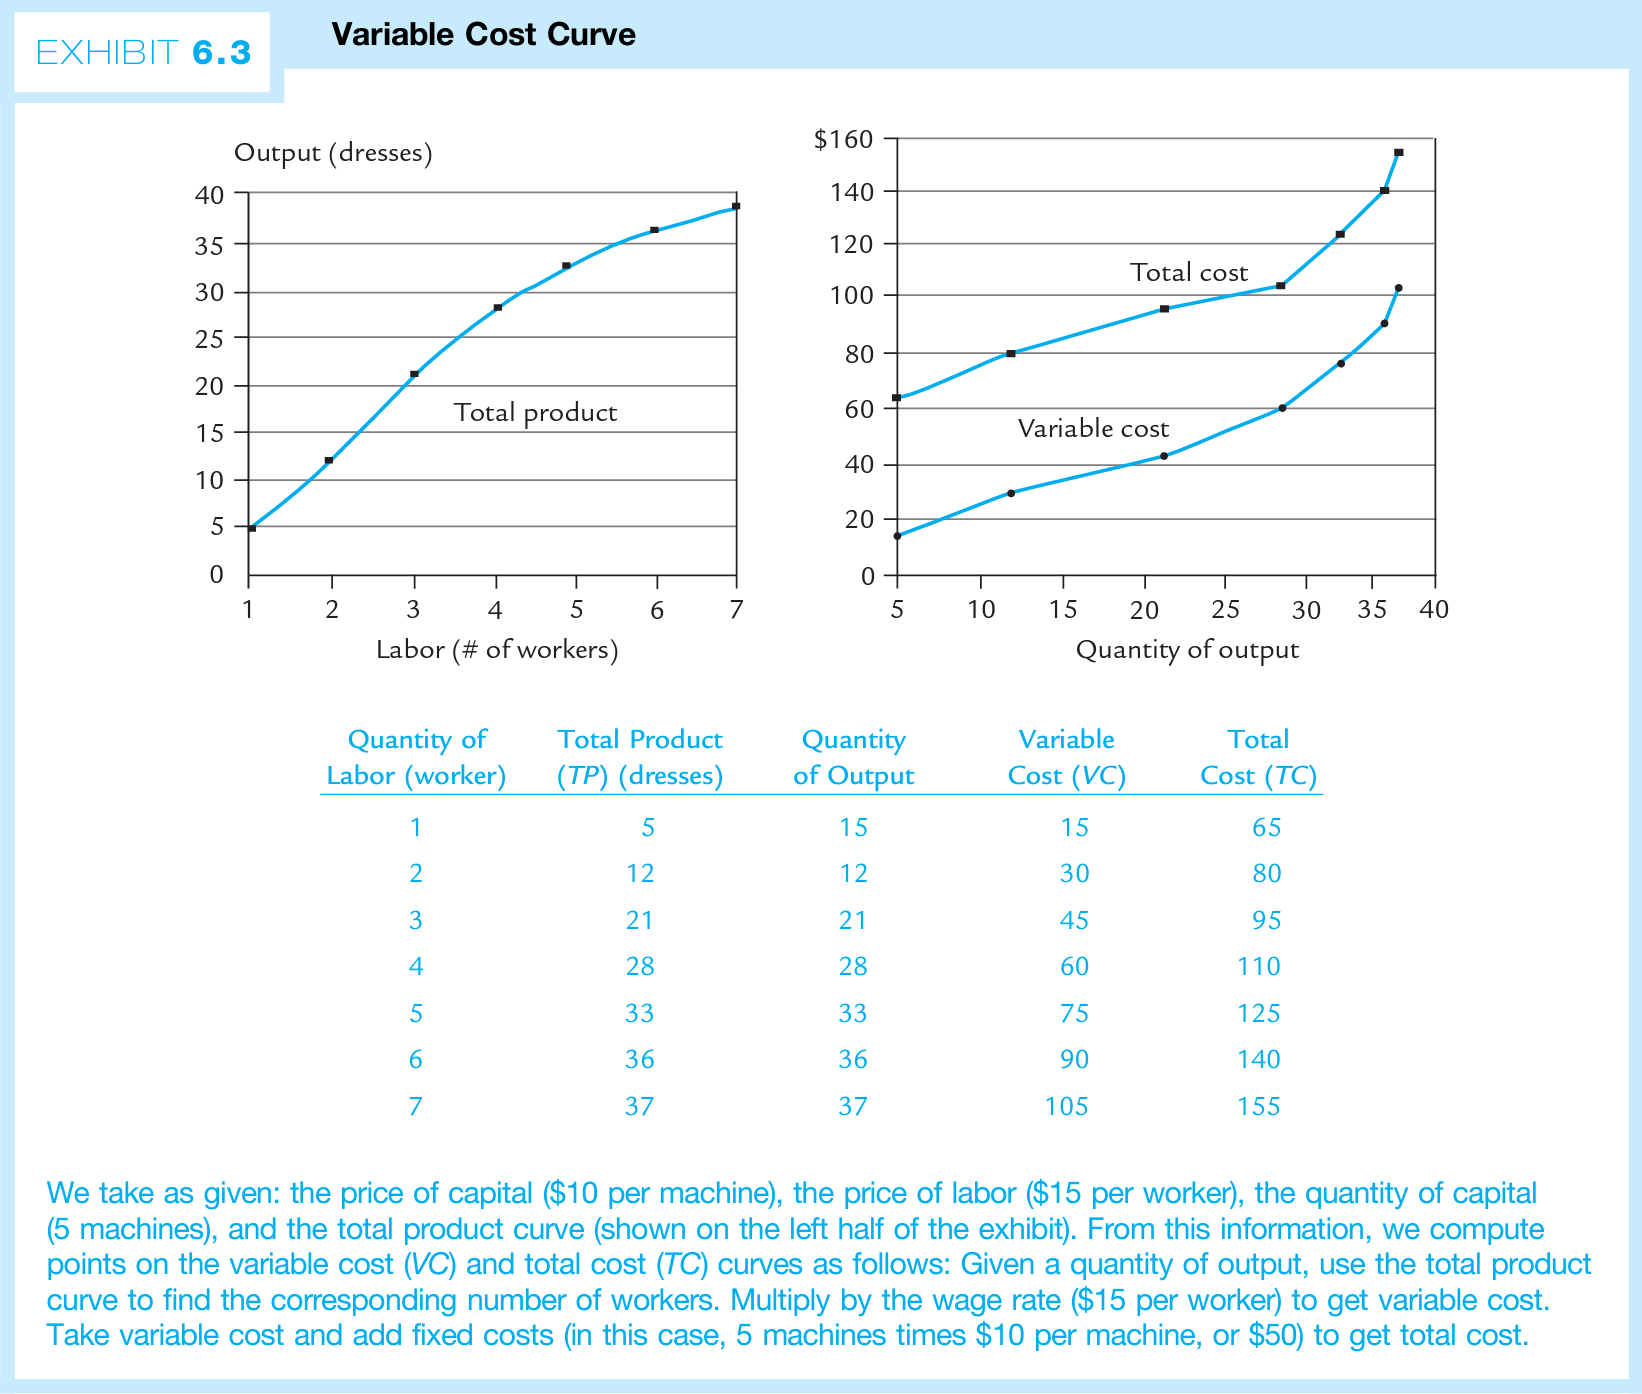 EXHIBIT 6.3
Variable Cost Curve
Output (dresses)
40
35
30
25
20
15
10
5
0
Total product
1 2 3 4 5 6 7
Labor (# of workers)
$160
140
120
100
80
60
40
20
0
Total cost
Variable cost
5 10 15 20 25 30 35 40
Quantity of output
Quantity of Total Product Quantity Variable Total
Labor (worker) (TP) (dresses) of Output Cost (VC) Cost (TC)
1 5 15 15 65
2 12 12 30 80
3 21 21 45 95
4 28 28 60 110
5 33 33 75 125
6 36 36 90 140
7 37 37 105 155
We take as given: the price of capital ($10 per machine), the price of labor ($15 per worker), the quantity of capital
(5 machines), and the total product curve (shown on the left half of the exhibit). From this information, we compute
points on the variable cost (VC) and total cost (TC) curves as follows: Given a quantity of output, use the total product
curve to find the corresponding number of workers. Multiply by the wage rate ($15 per worker) to get variable cost.
Take variable cost and add fixed costs (in this case, 5 machines times $10 per machine, or $50) to get total cost.